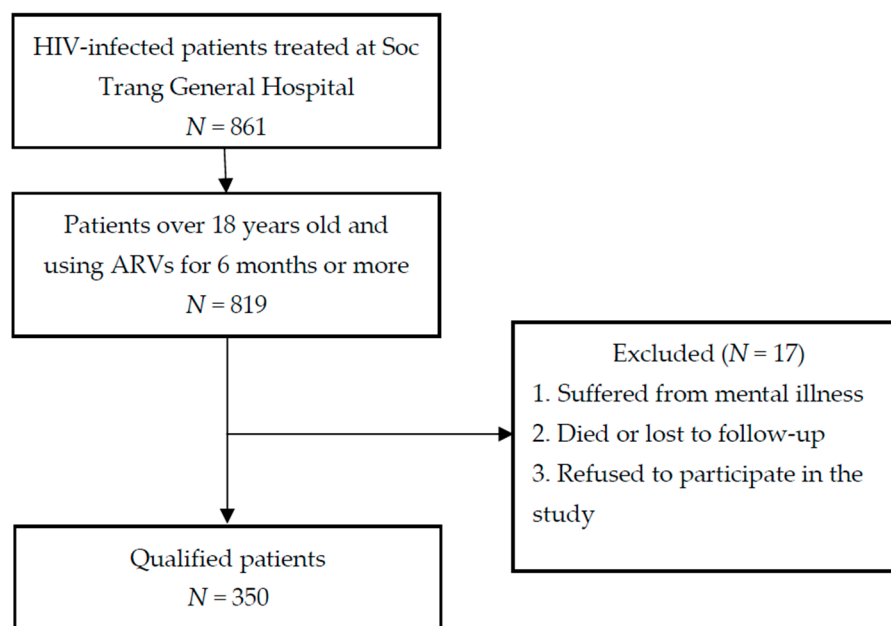 HIV-infected patients treated at Soc
Trang General Hospital
N = 861
Patients over 18 years old and
using ARVs for 6 months or more
N = 819
Excluded (N = 17)
1. Suffered from mental illness
2. Died or lost to follow-up
3. Refused to participate in the
study
Qualified patients
N = 350